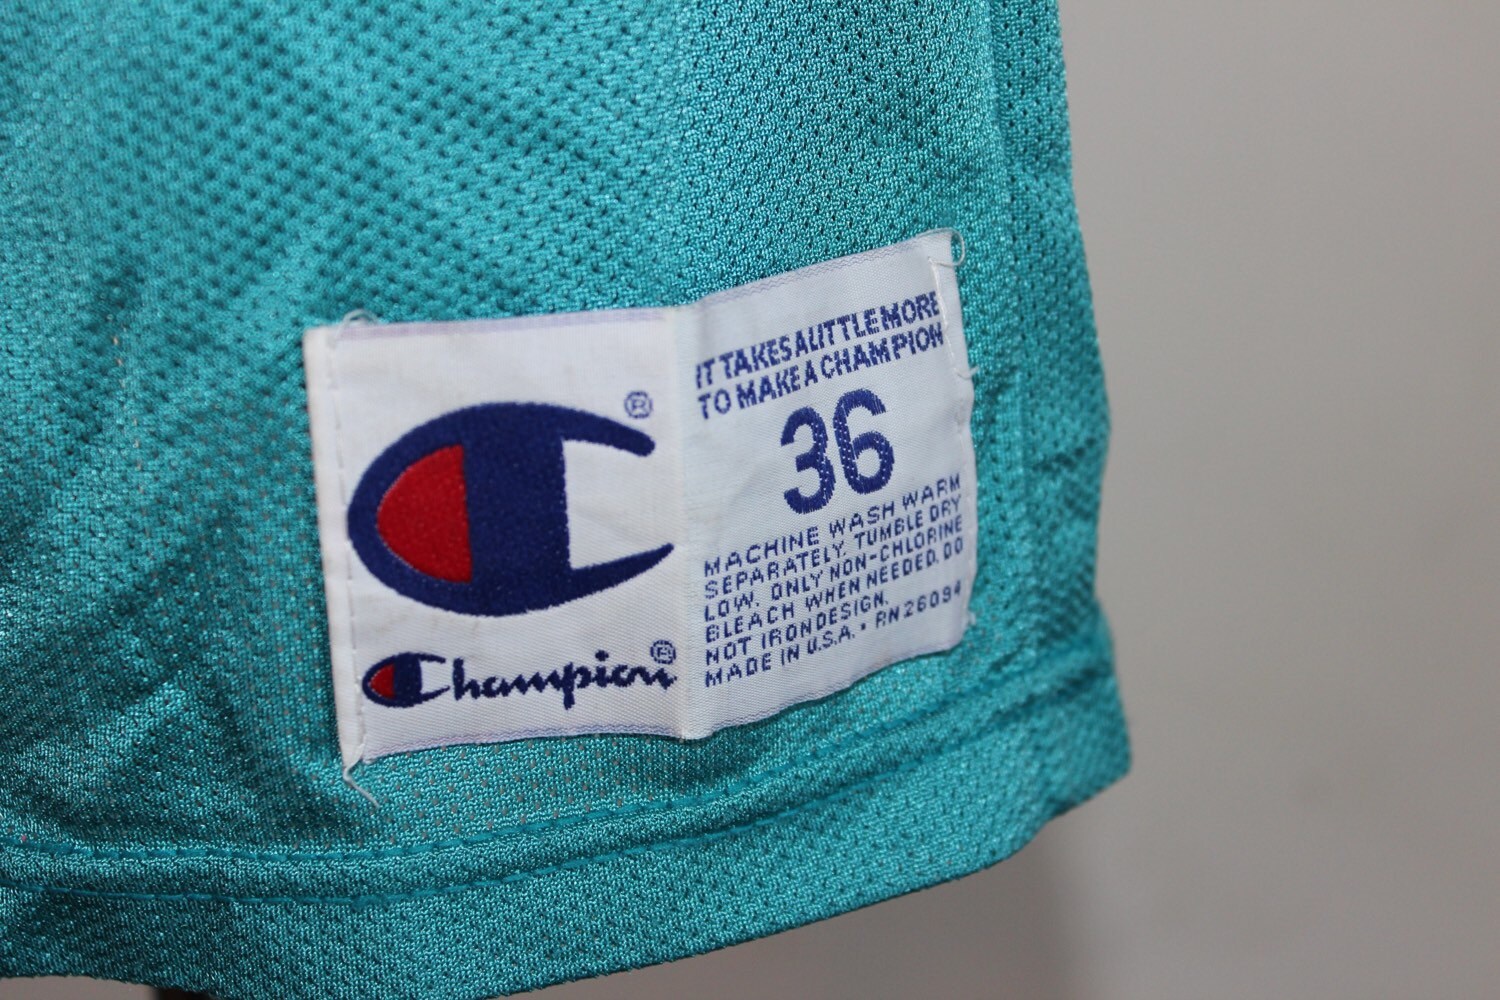 ®
Champion®
IT TAKES A LITTLE MORE
TO MAKE A CHAMPION
36
MACHINE WASH WARM
SEPARATELY. TUMBLE DRY
LOW. ONLY NON-CHLORINE
BLEACH WHEN NEEDED. DO
NOT IRON DESIGN.
MADE IN U.S.A. • RN 26094